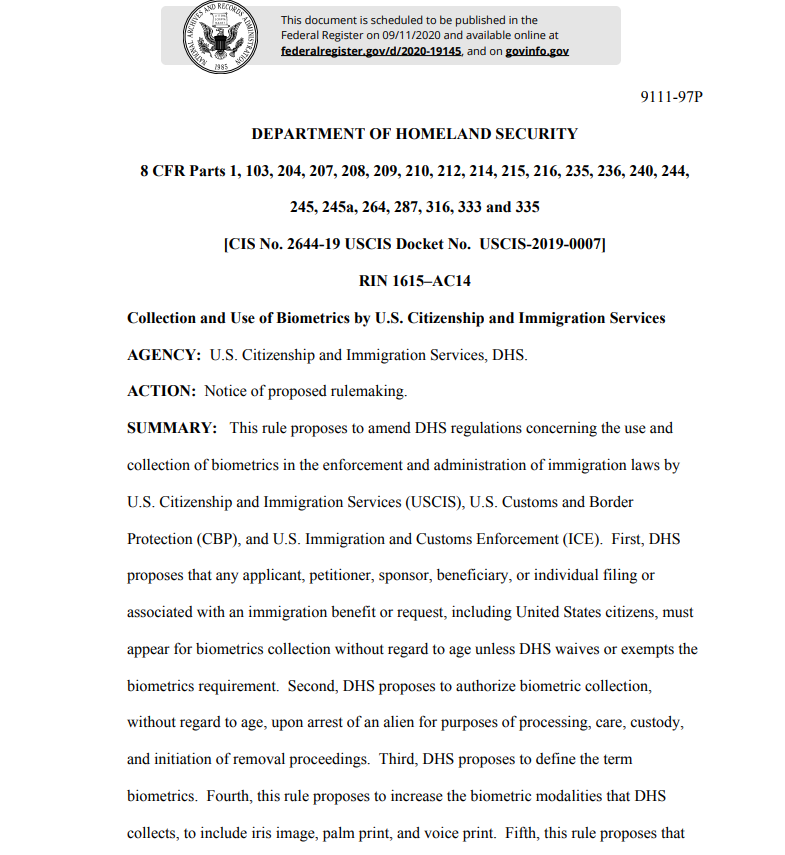 This document is scheduled to be published in the
Federal Register on 09/11/2020 and available online at
federalregister.gov/d/2020-19145, and on govinfo.gov
NATIONAL ARCHIVES AND RECORDS ADMINISTRATION
1985
9111-97P
DEPARTMENT OF HOMELAND SECURITY
8 CFR Parts 1, 103, 204, 207, 208, 209, 210, 212, 214, 215, 216, 235, 236, 240, 244,
245, 245a, 264, 287, 316, 333 and 335
[CIS No. 2644-19 USCIS Docket No.  USCIS-2019-0007]
RIN 1615–AC14
Collection and Use of Biometrics by U.S. Citizenship and Immigration Services
AGENCY:  U.S. Citizenship and Immigration Services, DHS.
ACTION:  Notice of proposed rulemaking.
SUMMARY:   This rule proposes to amend DHS regulations concerning the use and
collection of biometrics in the enforcement and administration of immigration laws by
U.S. Citizenship and Immigration Services (USCIS), U.S. Customs and Border
Protection (CBP), and U.S. Immigration and Customs Enforcement (ICE).  First, DHS
proposes that any applicant, petitioner, sponsor, beneficiary, or individual filing or
associated with an immigration benefit or request, including United States citizens, must
appear for biometrics collection without regard to age unless DHS waives or exempts the
biometrics requirement.  Second, DHS proposes to authorize biometric collection,
without regard to age, upon arrest of an alien for purposes of processing, care, custody,
and initiation of removal proceedings.  Third, DHS proposes to define the term
biometrics.  Fourth, this rule proposes to increase the biometric modalities that DHS
collects, to include iris image, palm print, and voice print.  Fifth, this rule proposes that